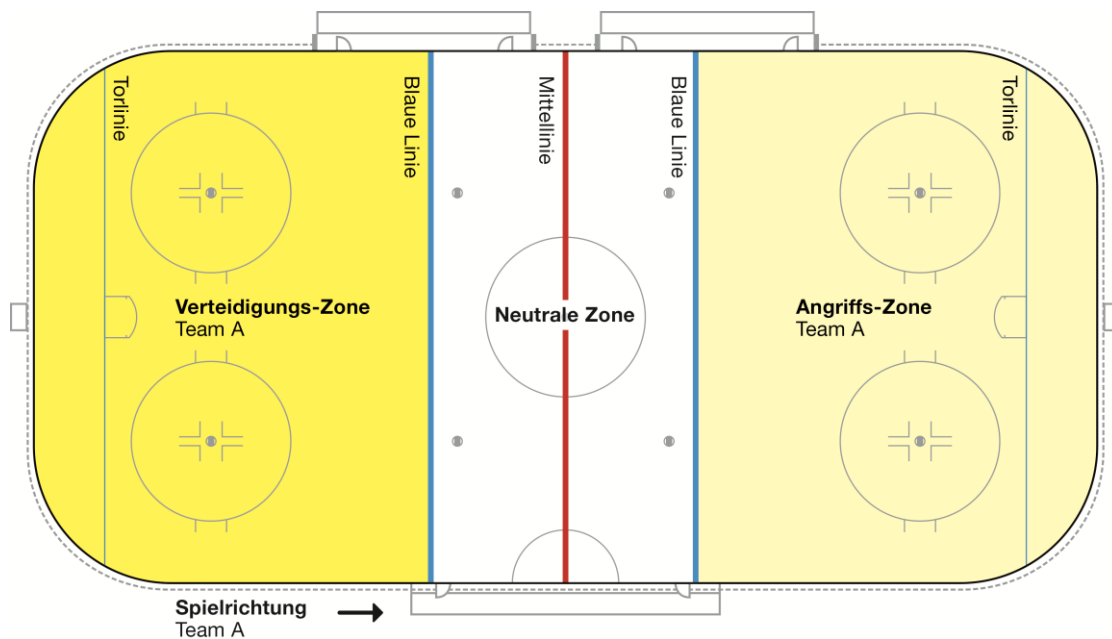 Torlinie
Blaue Linie
Mittellinie
Blaue Linie
Torlinie
Verteidigungs-Zone
Team A
Neutrale Zone
Angriffs-Zone
Team A
Spielrichtung
Team A